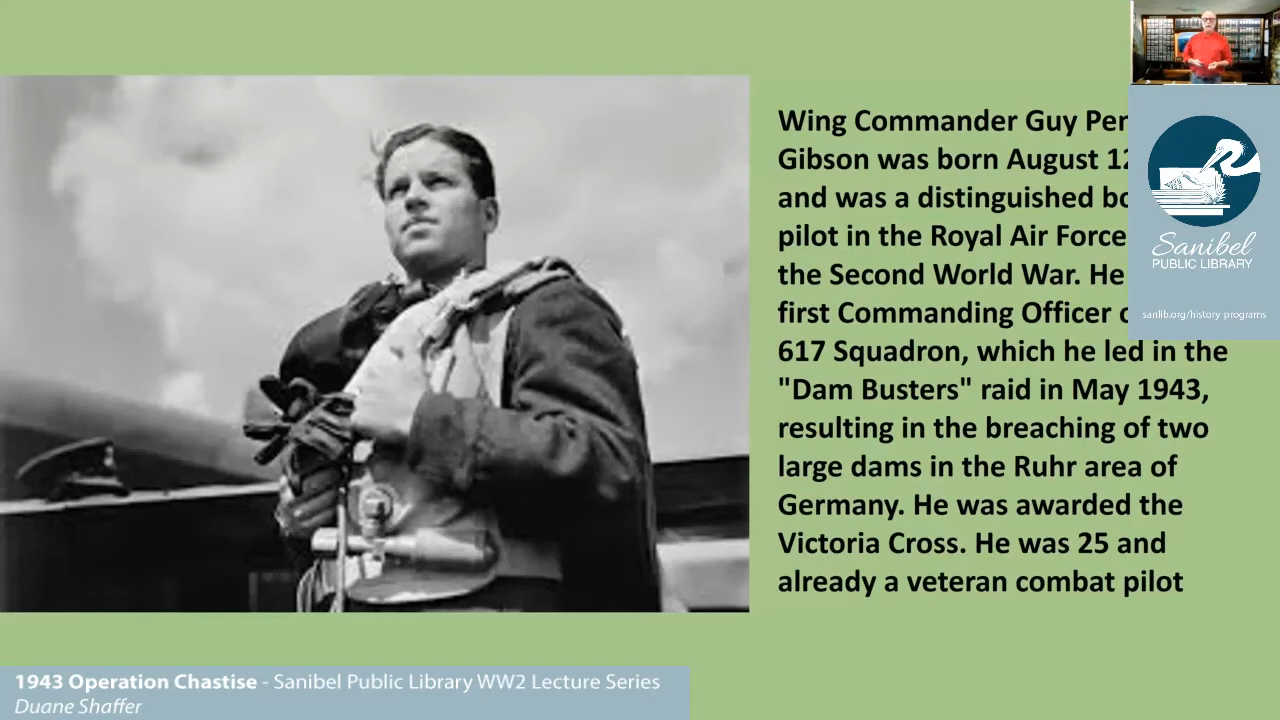 Wing Commander Guy
Gibson was born August
and was a distinguished
pilot in the Royal Air Force
the Second World War. He
first Commanding Officer
617 Squadron, which he led in the
"Dam Busters" raid in May 1943,
resulting in the breaching of two
large dams in the Ruhr area of
Germany. He was awarded the
Victoria Cross. He was 25 and
already a veteran combat pilot
Sanibel
PUBLIC LIBRARY
sanlib.org/history-programs
1943 Operation Chastise - Sanibel Public Library WW2 Lecture Series
Duane Shaffer